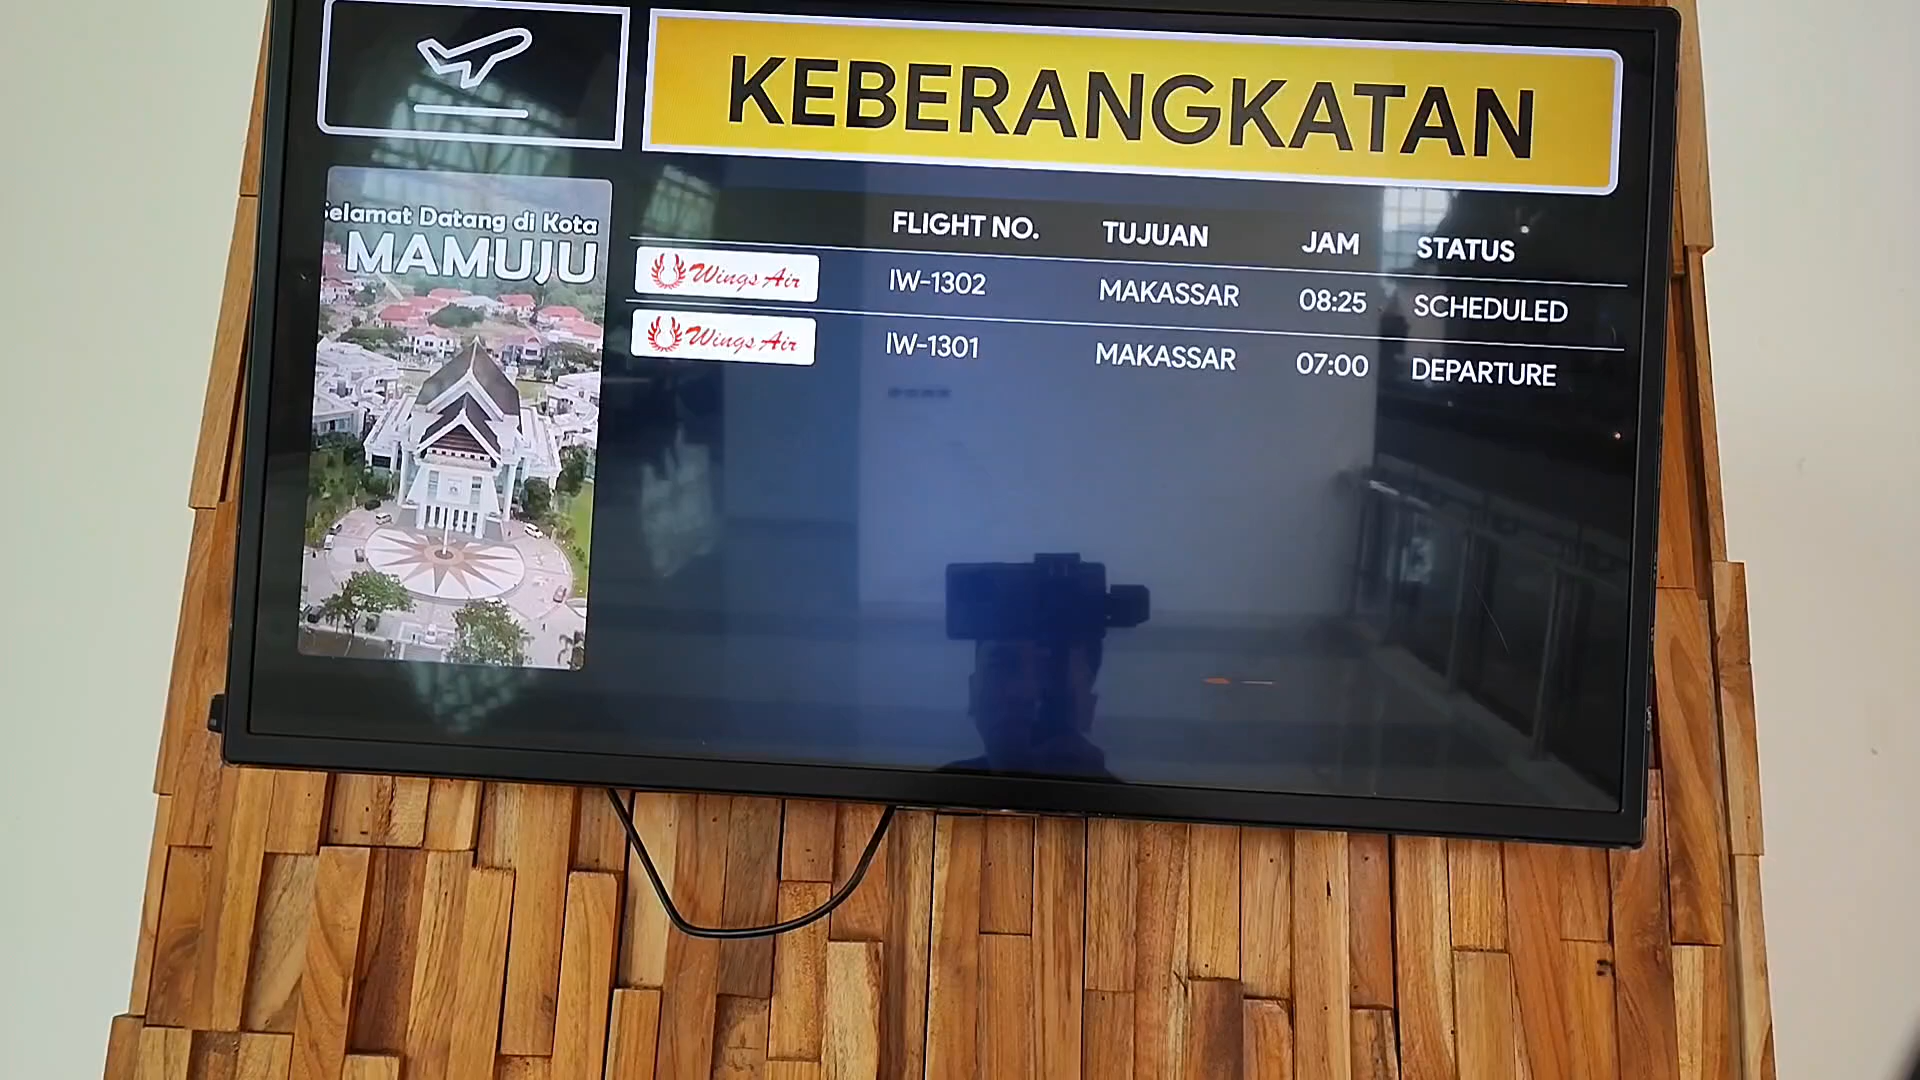 KEBERANGKATAN
Selamat Datang di Kota
MAMUJU
FLIGHT NO. TUJUAN JAM STATUS
Wings Air IW-1302 MAKASSAR 08:25 SCHEDULED
Wings Air IW-1301 MAKASSAR 07:00 DEPARTURE